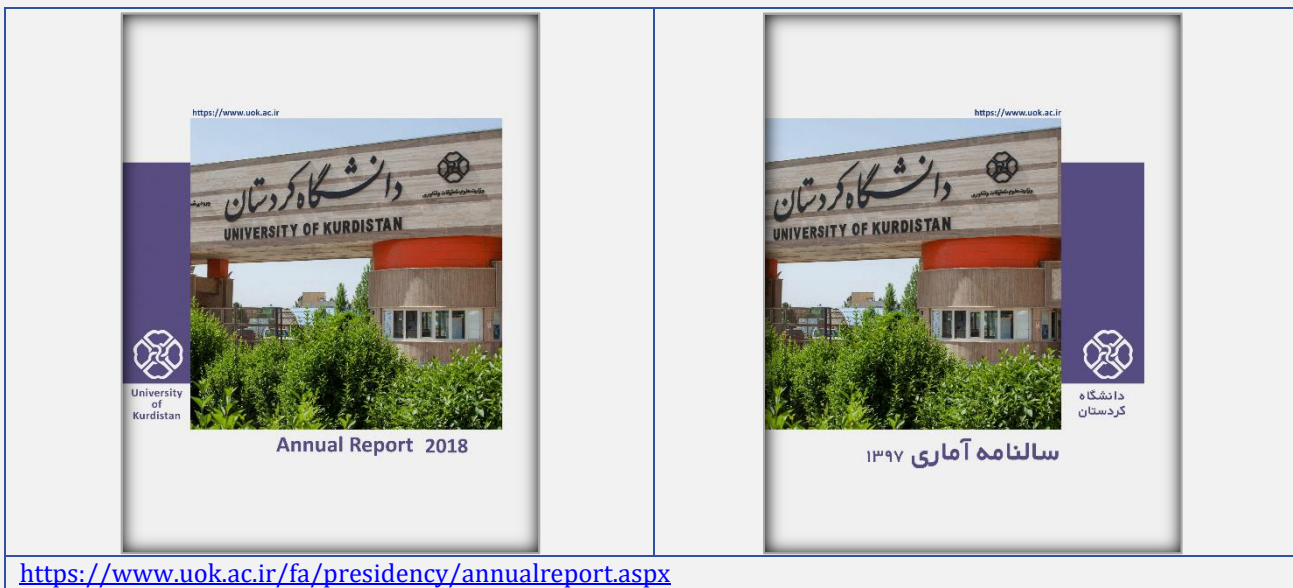 https://www.uok.ac.ir
دانشگاه کردستان
UNIVERSITY OF KURDISTAN
University
of
Kurdistan
Annual Report 2018
https://www.uok.ac.ir
دانشگاه کردستان
UNIVERSITY OF KURDISTAN
دانشگاه
کردستان
سالنامه آماری ۱۳۹۷
https://www.uok.ac.ir/fa/presidency/annualreport.aspx